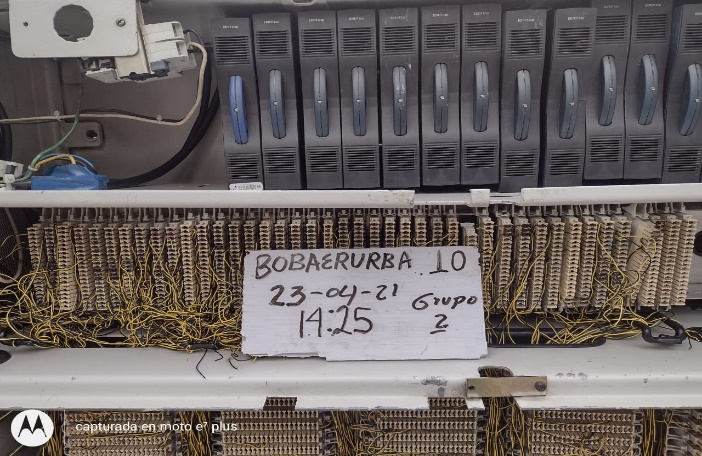 BOBAERURBA 10
23-04-21
Grupo
14:25
2
capturada en moto e⁷ plus